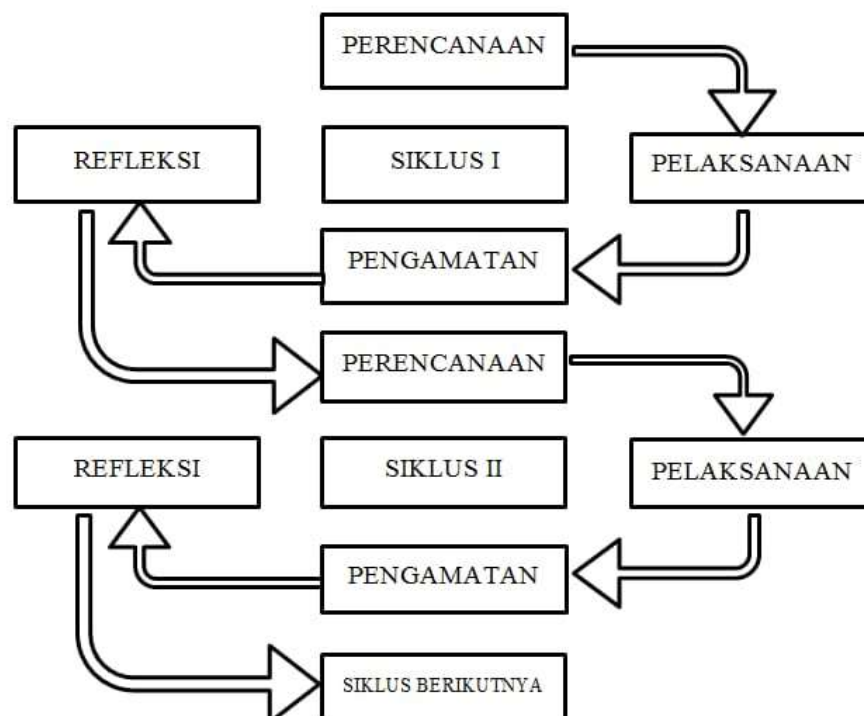 PERENCANAAN
REFLEKSI
SIKLUS I
PELAKSANAAN
PENGAMATAN
PERENCANAAN
REFLEKSI
SIKLUS II
PELAKSANAAN
PENGAMATAN
SIKLUS BERIKUTNYA